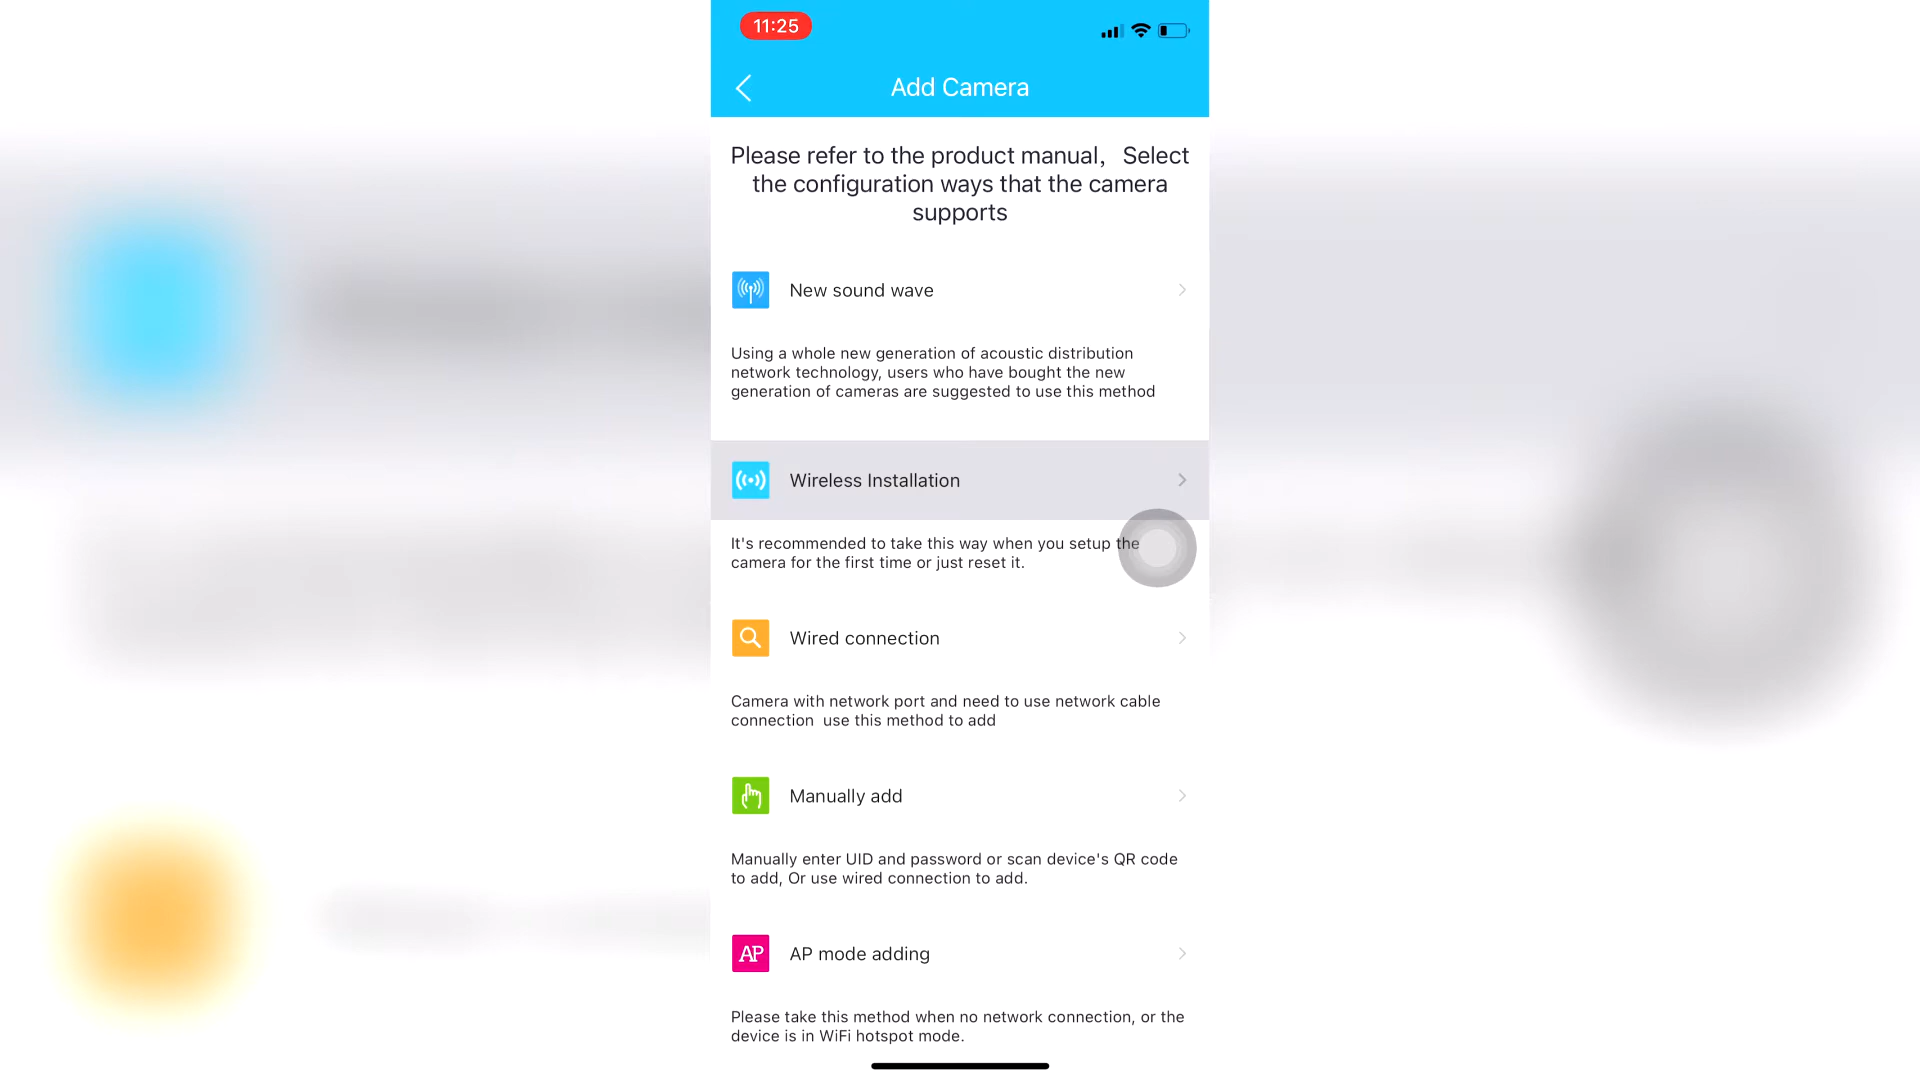 11:25
Add Camera
Please refer to the product manual， Select
the configuration ways that the camera
supports
New sound wave
Using a whole new generation of acoustic distribution
network technology, users who have bought the new
generation of cameras are suggested to use this method
Wireless Installation
It's recommended to take this way when you setup the
camera for the first time or just reset it.
Wired connection
Camera with network port and need to use network cable
connection use this method to add
Manually add
Manually enter UID and password or scan device's QR code
to add, Or use wired connection to add.
AP
AP mode adding
Please take this method when no network connection, or the
device is in WiFi hotspot mode.